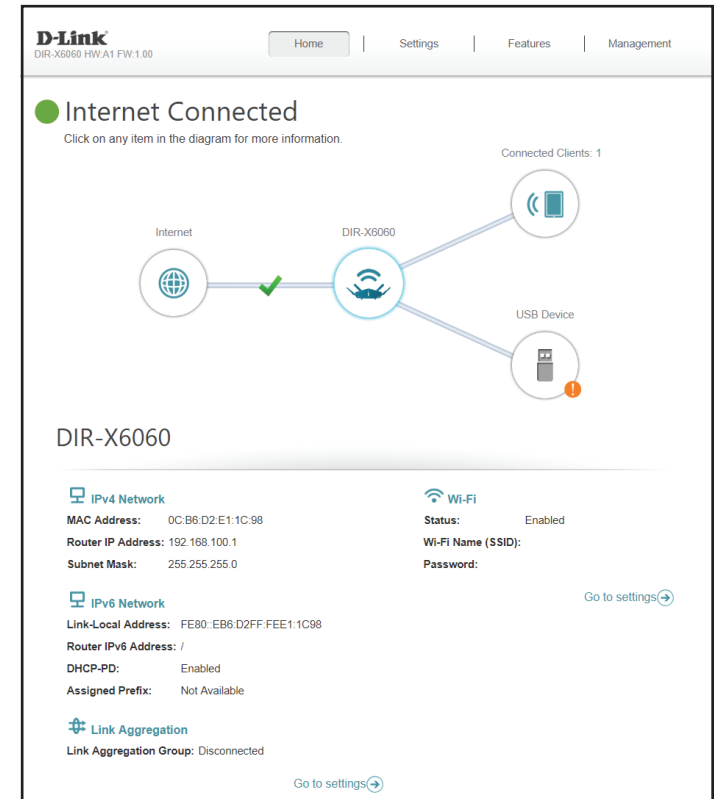 D-Link
DIR-X6060 HW:A1 FW:1.00
Home
Settings
Features
Management
Internet Connected
Click on any item in the diagram for more information.
Connected Clients: 1
Internet
DIR-X6060
USB Device
DIR-X6060
IPv4 Network
MAC Address: 0C:B6:D2:E1:1C:98
Router IP Address: 192.168.100.1
Subnet Mask: 255.255.255.0
IPv6 Network
Link-Local Address: FE80::EB6:D2FF:FEE1:1C98
Router IPv6 Address: /
DHCP-PD: Enabled
Assigned Prefix: Not Available
Link Aggregation
Link Aggregation Group: Disconnected
Go to settings
Wi-Fi
Status: Enabled
Wi-Fi Name (SSID):
Password:
Go to settings